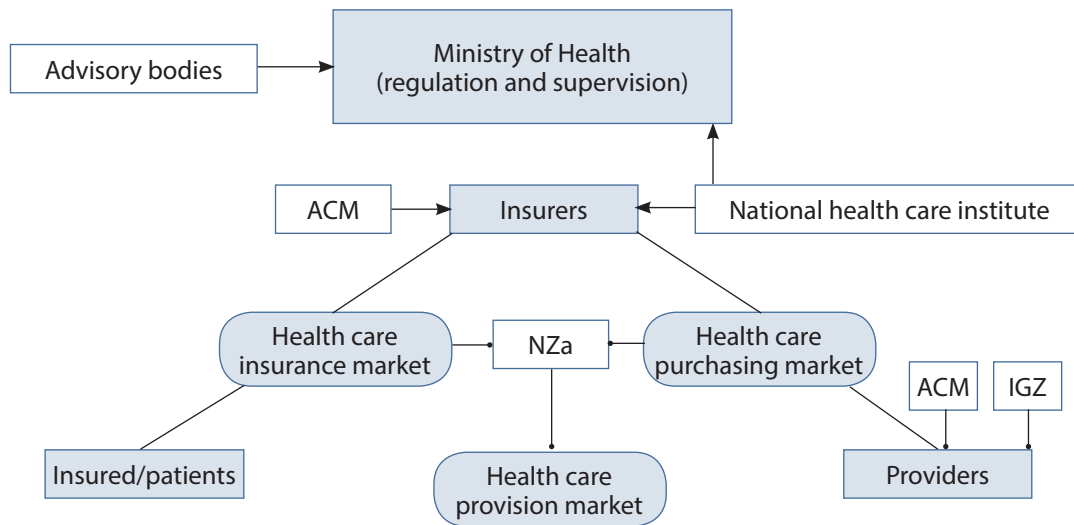 Ministry of Health
(regulation and supervision)
Advisory bodies
ACM
Insurers
National health care institute
Health care
insurance market
NZa
Health care
purchasing market
ACM
IGZ
Insured/patients
Health care
provision market
Providers